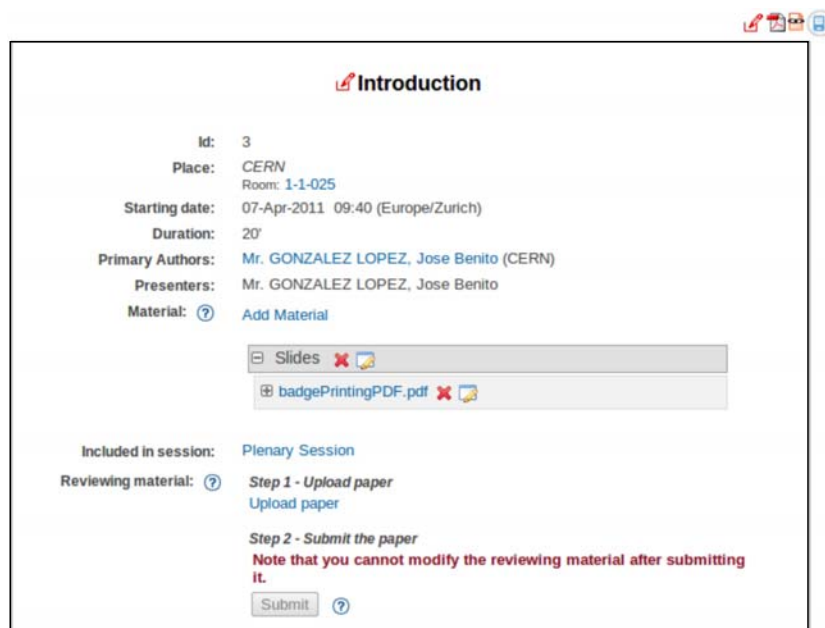 Introduction
Id: 3
Place: CERN
Room: 1-1-025
Starting date: 07-Apr-2011 09:40 (Europe/Zurich)
Duration: 20'
Primary Authors: Mr. GONZALEZ LOPEZ, Jose Benito (CERN)
Presenters: Mr. GONZALEZ LOPEZ, Jose Benito
Material: ? Add Material
Slides
badgePrintingPDF.pdf
Included in session: Plenary Session
Reviewing material: ? Step 1 - Upload paper
Upload paper
Step 2 - Submit the paper
Note that you cannot modify the reviewing material after submitting
it.
Submit ?